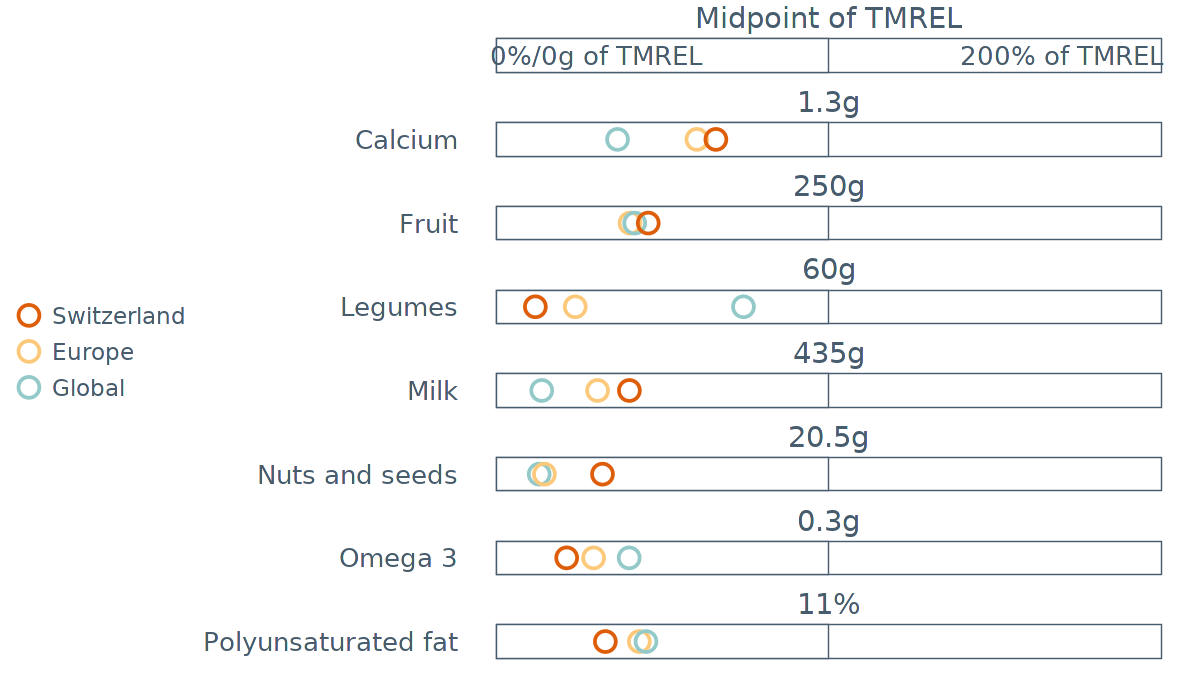 Midpoint of TMREL
0%/0g of TMREL
200% of TMREL
1.3g
Calcium
250g
Fruit
60g
Legumes
Switzerland
Europe
Global
435g
Milk
20.5g
Nuts and seeds
0.3g
Omega 3
11%
Polyunsaturated fat